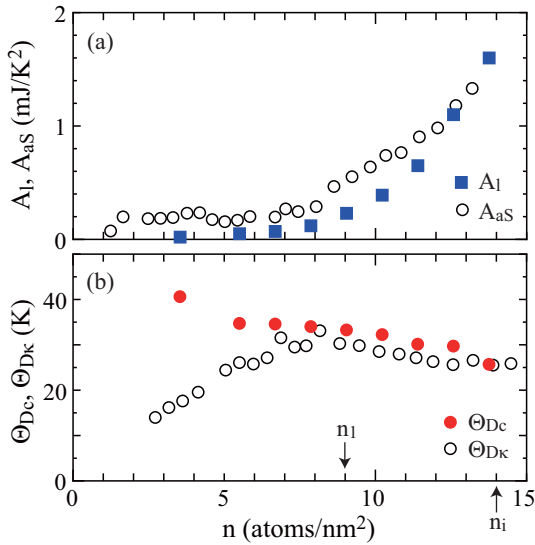 (a)
A_l, A_aS (mJ/K²)
2
1
0
A_l
A_aS
(b)
Θ_Dc, Θ_Dκ (K)
40
20
0
n_1
Θ_Dc
Θ_Dκ
0 5 10 15
n (atoms/nm²)
n_i